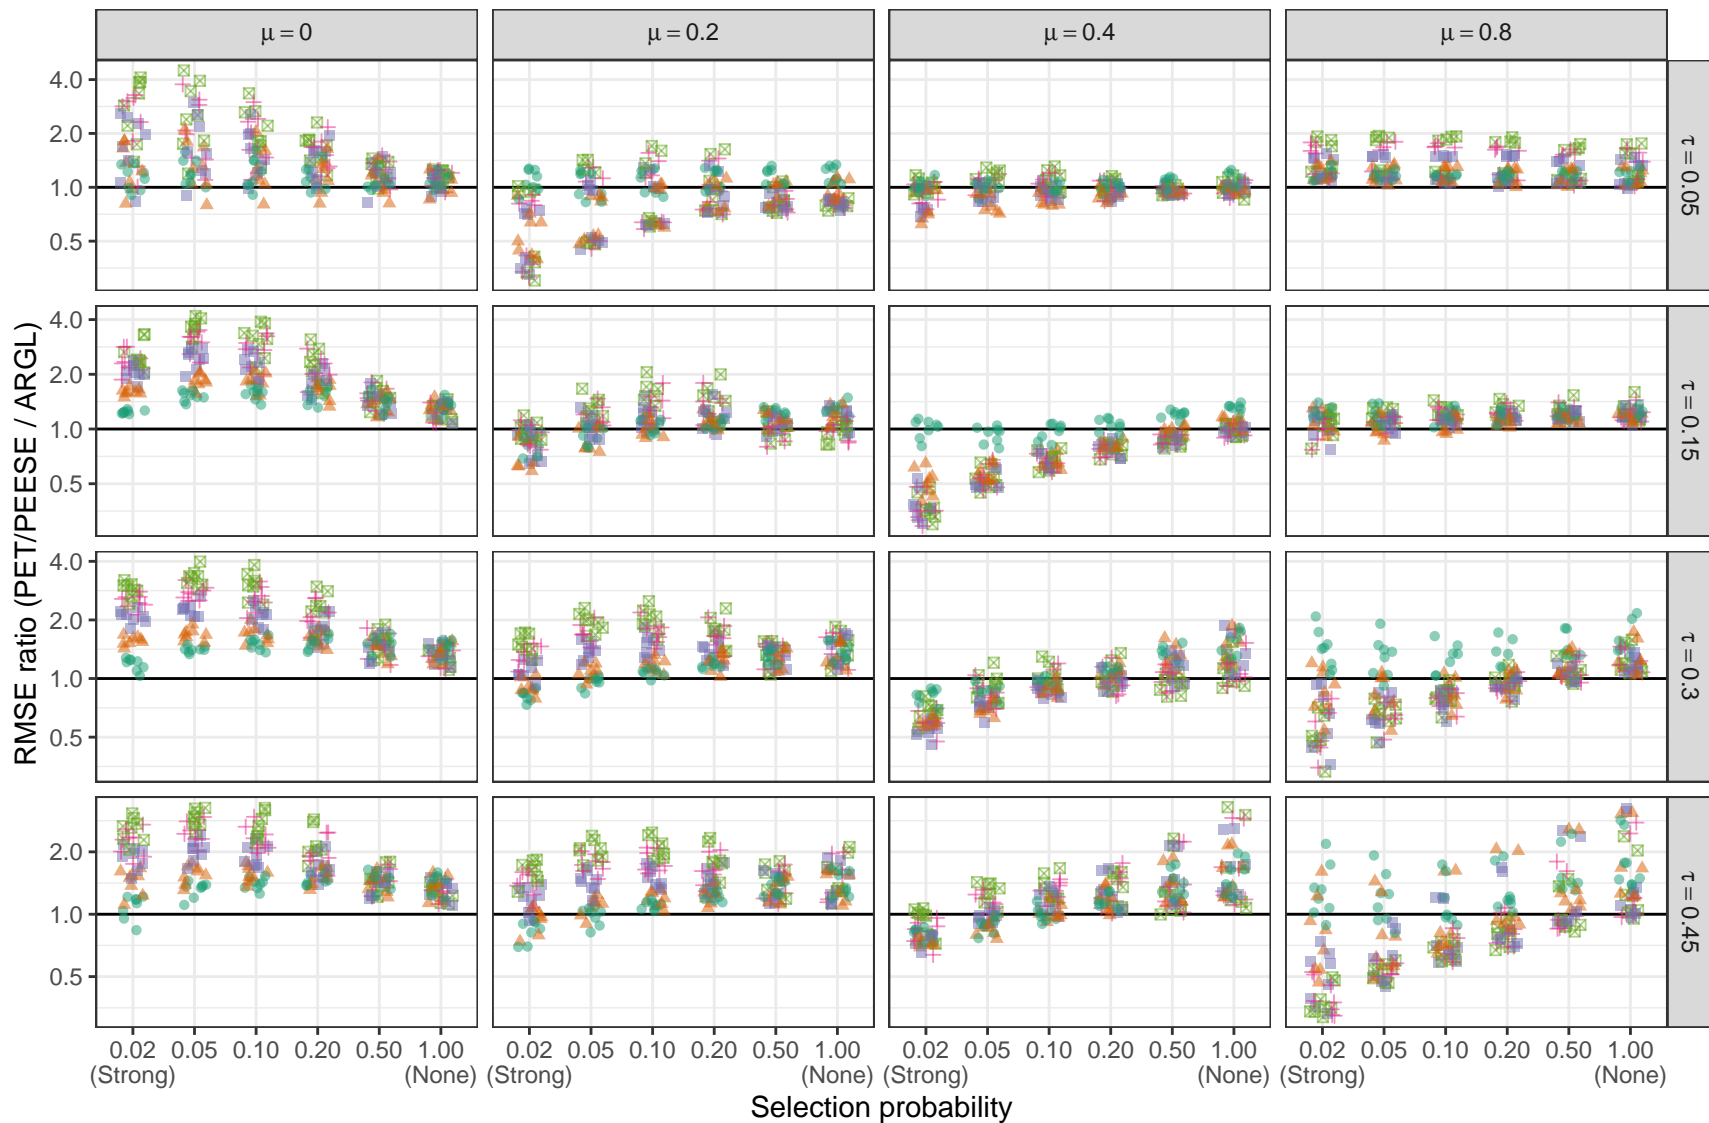 μ = 0
μ = 0.2
μ = 0.4
μ = 0.8
4.0
2.0
1.0
0.5
τ = 0.05
4.0
2.0
1.0
0.5
τ = 0.15
4.0
2.0
1.0
0.5
τ = 0.3
2.0
1.0
0.5
τ = 0.45
RMSE ratio (PET/PEESE / ARGL)
0.02 0.05 0.10 0.20 0.50 1.00 0.02 0.05 0.10 0.20 0.50 1.00 0.02 0.05 0.10 0.20 0.50 1.00 0.02 0.05 0.10 0.20 0.50 1.00
(Strong) (None) (Strong) (None) (Strong) (None) (Strong) (None)
Selection probability